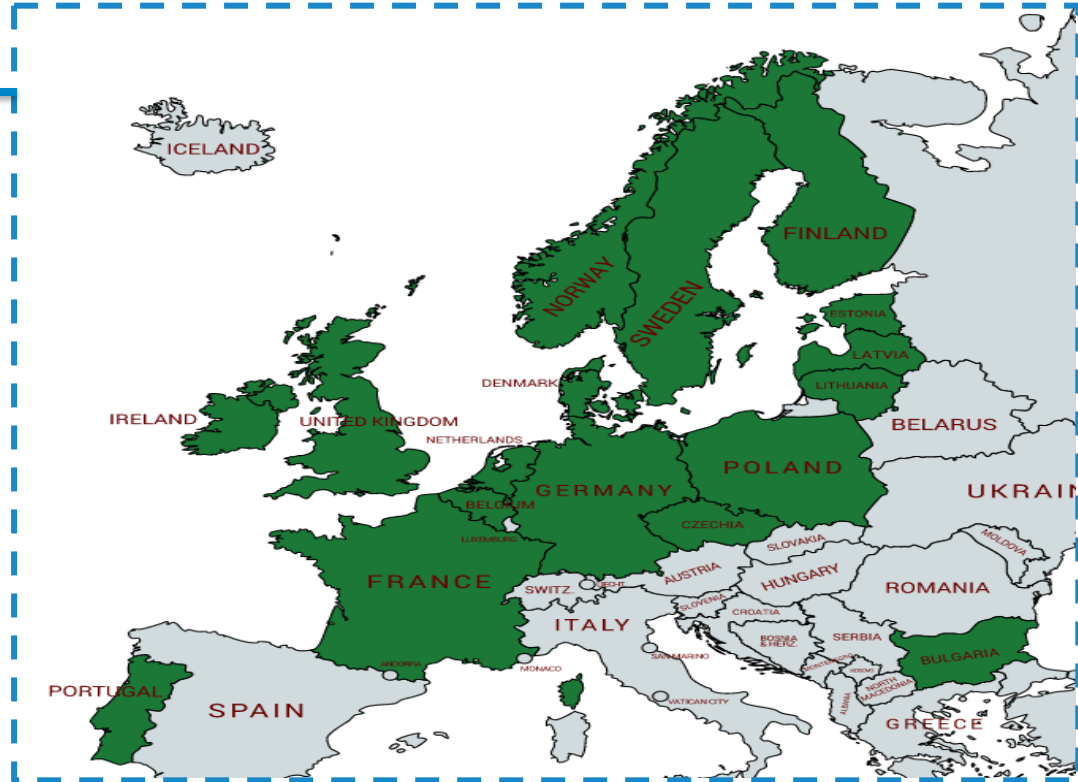 ICELAND
FINLAND
NORWAY
SWEDEN
ESTONIA
LATVIA
DENMARK
LITHUANIA
IRELAND
UNITED KINGDOM
BELARUS
NETHERLANDS
POLAND
GERMANY
UKRAIN
BELGIUM
CZECHIA
LUXEMBURG
SLOVAKIA
MOLDOVA
FRANCE
AUSTRIA
HUNGARY
SWITZ.
LIECHT.
ROMANIA
SLOVENIA
CROATIA
ITALY
BOSNIA
& HERZ.
SERBIA
SAN MARINO
BULGARIA
MONTENEGRO
KOSOVO
ANDORRA
MONACO
NORTH
MACEDONIA
PORTUGAL
SPAIN
VATICAN CITY
ALBANIA
GREECE